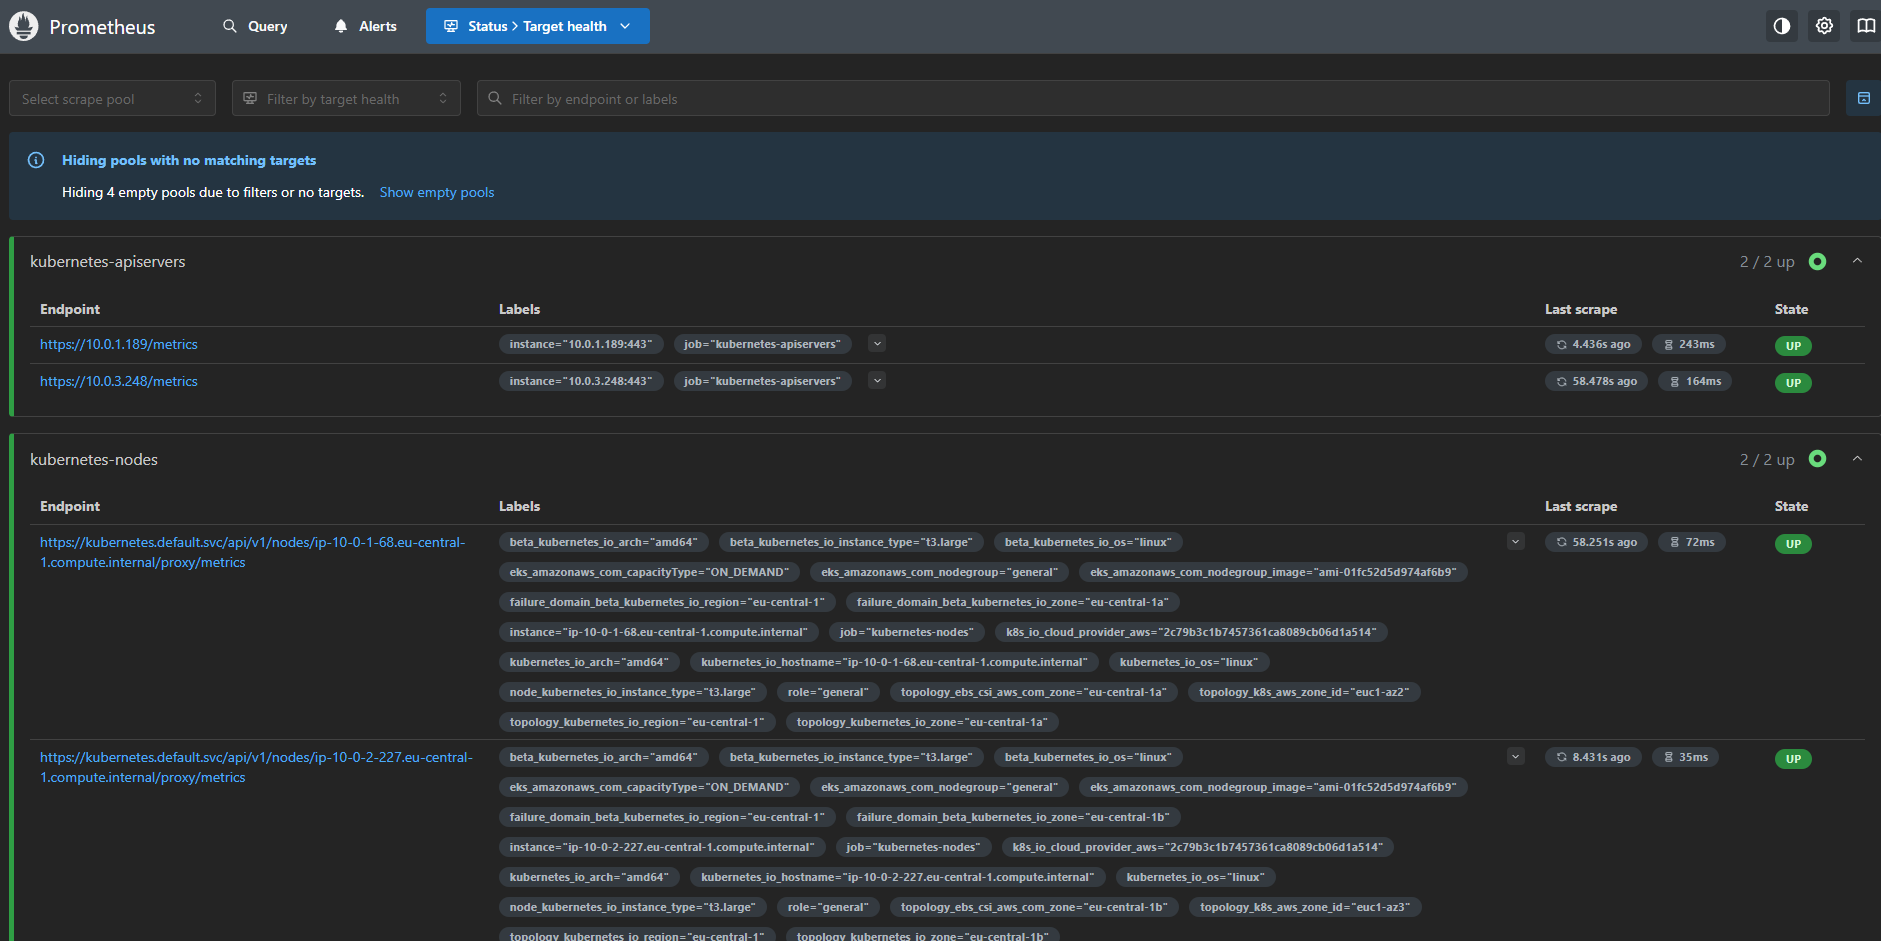 Prometheus
Query
Alerts
Status > Target health
Select scrape pool
Filter by target health
Filter by endpoint or labels
Hiding pools with no matching targets
Hiding 4 empty pools due to filters or no targets. Show empty pools
kubernetes-apiservers
2 / 2 up
Endpoint Labels Last scrape State
https://10.0.1.189/metrics instance="10.0.1.189:443" job="kubernetes-apiservers" 4.436s ago 243ms UP
https://10.0.3.248/metrics instance="10.0.3.248:443" job="kubernetes-apiservers" 58.478s ago 164ms UP
kubernetes-nodes
2 / 2 up
Endpoint Labels Last scrape State
https://kubernetes.default.svc/api/v1/nodes/ip-10-0-1-68.eu-central-
1.compute.internal/proxy/metrics
beta_kubernetes_io_arch="amd64" beta_kubernetes_io_instance_type="t3.large" beta_kubernetes_io_os="linux"
eks_amazonaws_com_capacityType="ON_DEMAND" eks_amazonaws_com_nodegroup="general" eks_amazonaws_com_nodegroup_image="ami-01fc52d5d974af6b9"
failure_domain_beta_kubernetes_io_region="eu-central-1" failure_domain_beta_kubernetes_io_zone="eu-central-1a"
instance="ip-10-0-1-68.eu-central-1.compute.internal" job="kubernetes-nodes" k8s_io_cloud_provider_aws="2c79b3c1b7457361ca8089cb06d1a514"
kubernetes_io_arch="amd64" kubernetes_io_hostname="ip-10-0-1-68.eu-central-1.compute.internal" kubernetes_io_os="linux"
node_kubernetes_io_instance_type="t3.large" role="general" topology_ebs_csi_aws_com_zone="eu-central-1a" topology_k8s_aws_zone_id="euc1-az2"
topology_kubernetes_io_region="eu-central-1" topology_kubernetes_io_zone="eu-central-1a"
58.251s ago 72ms UP
https://kubernetes.default.svc/api/v1/nodes/ip-10-0-2-227.eu-central-
1.compute.internal/proxy/metrics
beta_kubernetes_io_arch="amd64" beta_kubernetes_io_instance_type="t3.large" beta_kubernetes_io_os="linux"
eks_amazonaws_com_capacityType="ON_DEMAND" eks_amazonaws_com_nodegroup="general" eks_amazonaws_com_nodegroup_image="ami-01fc52d5d974af6b9"
failure_domain_beta_kubernetes_io_region="eu-central-1" failure_domain_beta_kubernetes_io_zone="eu-central-1b"
instance="ip-10-0-2-227.eu-central-1.compute.internal" job="kubernetes-nodes" k8s_io_cloud_provider_aws="2c79b3c1b7457361ca8089cb06d1a514"
kubernetes_io_arch="amd64" kubernetes_io_hostname="ip-10-0-2-227.eu-central-1.compute.internal" kubernetes_io_os="linux"
node_kubernetes_io_instance_type="t3.large" role="general" topology_ebs_csi_aws_com_zone="eu-central-1b" topology_k8s_aws_zone_id="euc1-az3"
topology_kubernetes_io_region="eu-central-1" topology_kubernetes_io_zone="eu-central-1b"
8.431s ago 35ms UP